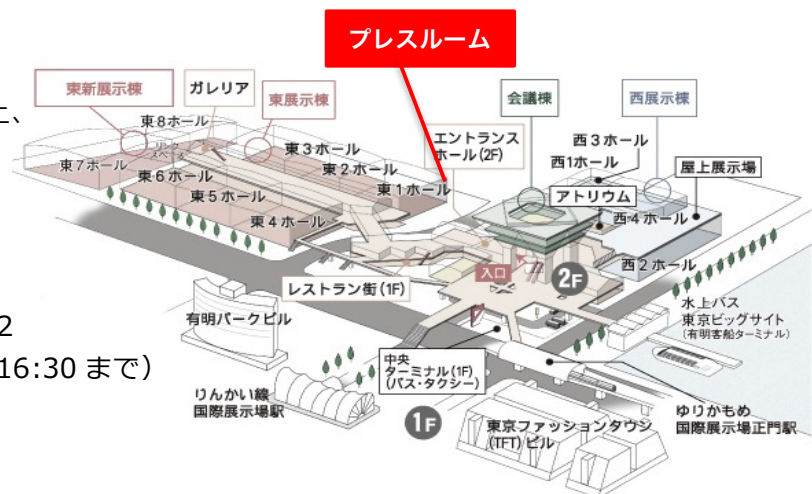 プレスルーム
東新展示棟
ガレリア
東展示棟
会議棟
西展示棟
上、
東8ホール
エントランス
ホール(2F)
西3ホール
東3ホール
西1ホール
屋上展示場
東7ホール
東2ホール
東6ホール
東1ホール
アトリウム
東5ホール
西4ホール
東4ホール
入口
2F
西2ホール
レストラン街(1F)
水上バス
東京ビッグサイト
(有明客船ターミナル)
有明パークビル
2
16:30 まで)
中央
ターミナル(1F)
(バス・タクシー)
りんかい線
国際展示場駅
1F
ゆりかもめ
国際展示場正門駅
東京ファッションタウン
(TFT)ビル